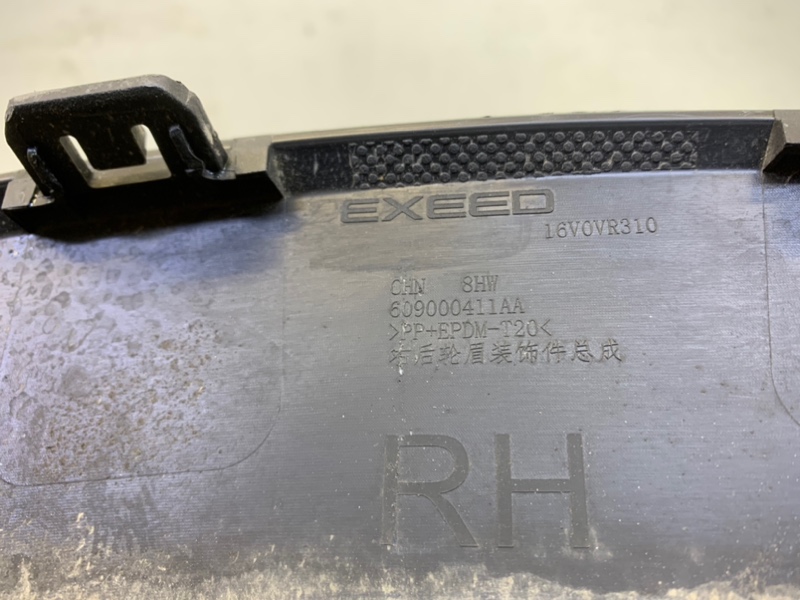 EXEED
16V0VR310
CHN 8HW
609000411AA
>PP+EPDM-T20<
右后轮眉装饰件总成
RH